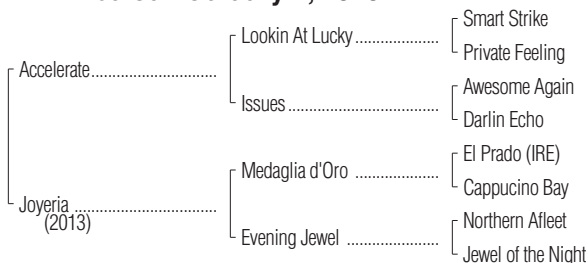 Smart Strike
Lookin At Lucky
Private Feeling
Accelerate
Awesome Again
Issues
Darlin Echo
El Prado (IRE)
Medaglia d'Oro
Cappucino Bay
Joyeria
(2013)
Northern Afleet
Evening Jewel
Jewel of the Night